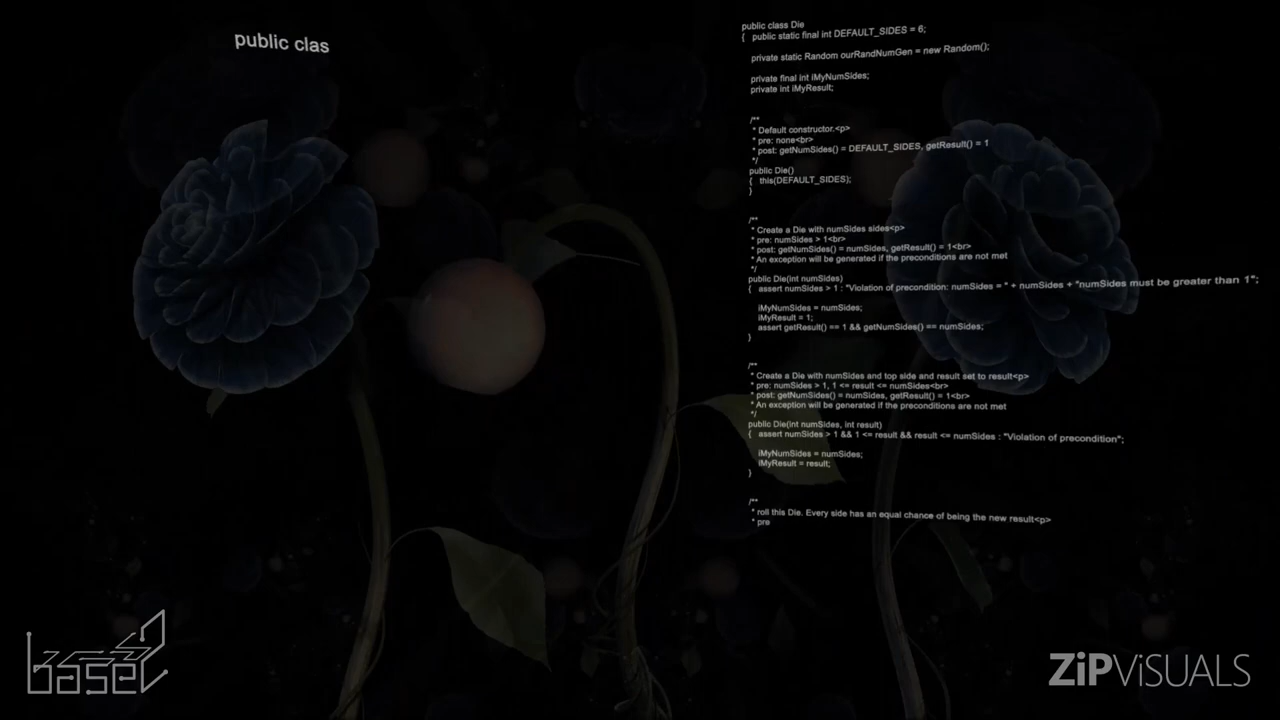 public clas
public class Die
{ public static final int DEFAULT_SIDES = 6;
private static Random ourRandNumGen = new Random();
private final int iMyNumSides;
private int iMyResult;
/**
* Default constructor.<p>
* pre: none<br>
* post: getNumSides() = DEFAULT_SIDES, getResult() = 1
*/
public Die()
{ this(DEFAULT_SIDES);
}
/**
* Create a Die with numSides sides<p>
* pre: numSides > 1<br>
* post: getNumSides() = numSides, getResult() = 1<br>
* An exception will be generated if the preconditions are not met
*/
public Die(int numSides)
{ assert numSides > 1 : "Violation of precondition: numSides = " + numSides + "numSides must be greater than 1";
iMyNumSides = numSides;
iMyResult = 1;
assert getResult() == 1 && getNumSides() == numSides;
}
/**
* Create a Die with numSides and top side and result set to result<p>
* pre: numSides > 1, 1 <= result <= numSides<br>
* post: getNumSides() = numSides, getResult() = 1<br>
* An exception will be generated if the preconditions are not met
*/
public Die(int numSides, int result)
{ assert numSides > 1 && 1 <= result && result <= numSides : "Violation of precondition";
iMyNumSides = numSides;
iMyResult = result;
}
/**
* roll this Die. Every side has an equal chance of being the new result<p>
* pre
base2
ZiPViSUALS